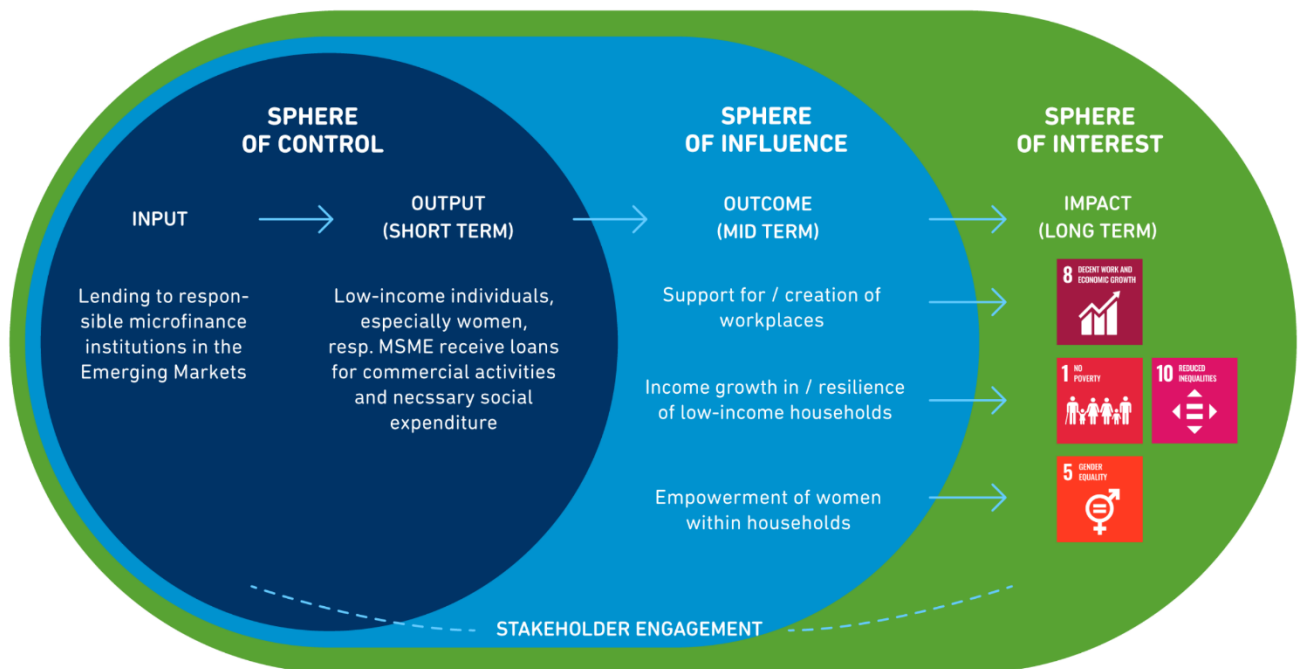 SPHERE
OF CONTROL
SPHERE
OF INFLUENCE
SPHERE
OF INTEREST
INPUT
OUTPUT
(SHORT TERM)
OUTCOME
(MID TERM)
IMPACT
(LONG TERM)
Lending to respon-
sible microfinance
institutions in the
Emerging Markets
Low-income individuals,
especially women,
resp. MSME receive loans
for commercial activities
and necssary social
expenditure
Support for / creation of
workplaces
Income growth in / resilience
of low-income households
Empowerment of women
within households
8 DECENT WORK AND
ECONOMIC GROWTH
1 NO
POVERTY
10 REDUCED
INEQUALITIES
5 GENDER
EQUALITY
STAKEHOLDER ENGAGEMENT